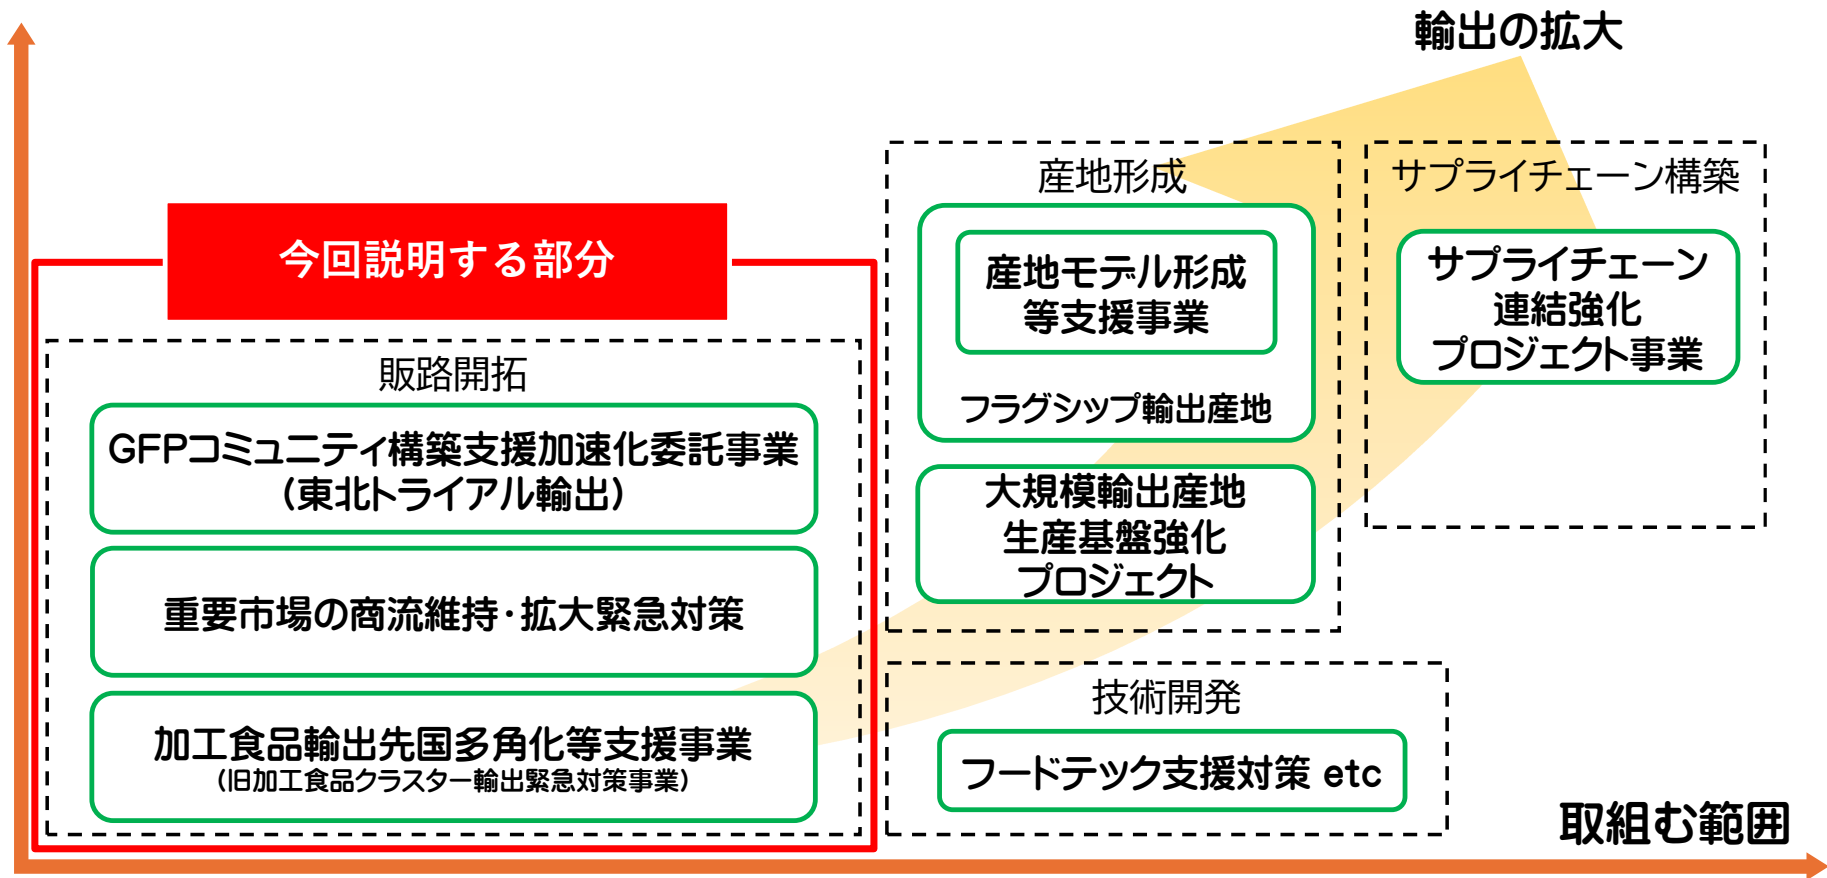 輸出の拡大
今回説明する部分
販路開拓
GFPコミュニティ構築支援加速化委託事業
（東北トライアル輸出）
重要市場の商流維持・拡大緊急対策
加工食品輸出先国多角化等支援事業
（旧加工食品クラスター輸出緊急対策事業）
産地形成
産地モデル形成
等支援事業
フラグシップ輸出産地
大規模輸出産地
生産基盤強化
プロジェクト
サプライチェーン構築
サプライチェーン
連結強化
プロジェクト事業
技術開発
フードテック支援対策 etc
取組む範囲